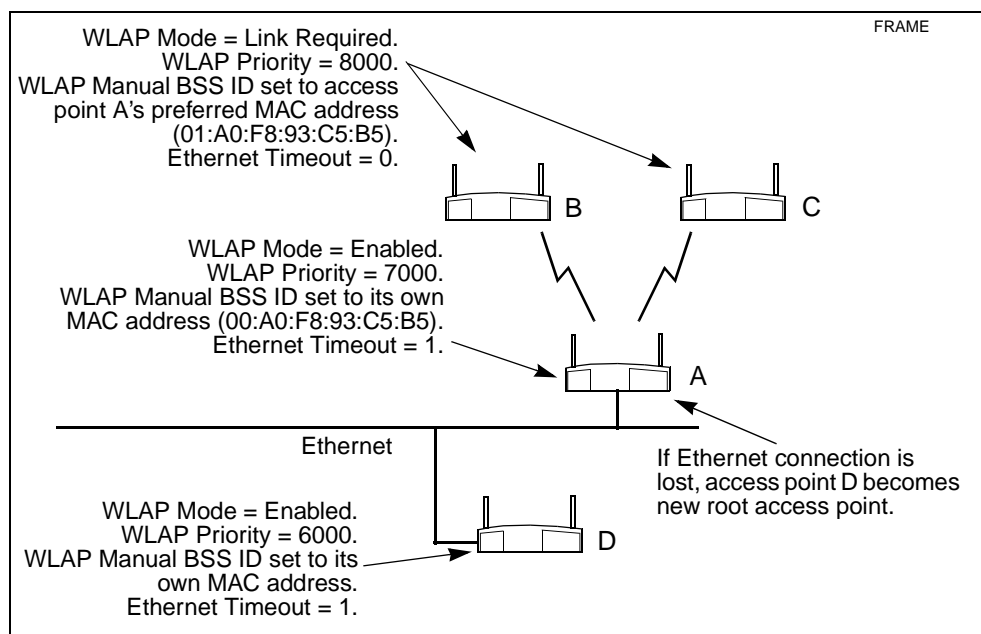 FRAME
WLAP Mode = Link Required.
WLAP Priority = 8000.
WLAP Manual BSS ID set to access
point A's preferred MAC address
(01:A0:F8:93:C5:B5).
Ethernet Timeout = 0.
B
C
WLAP Mode = Enabled.
WLAP Priority = 7000.
WLAP Manual BSS ID set to its own
MAC address (00:A0:F8:93:C5:B5).
Ethernet Timeout = 1.
A
Ethernet
If Ethernet connection is
lost, access point D becomes
new root access point.
WLAP Mode = Enabled.
WLAP Priority = 6000.
WLAP Manual BSS ID set to its
own MAC address.
Ethernet Timeout = 1.
D